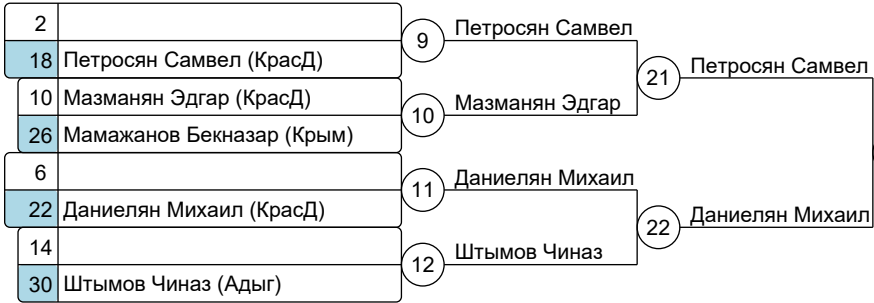 2
18 Петросян Самвел (КрасД)
10 Мазманян Эдгар (КрасД)
26 Мамажанов Бекназар (Крым)
6
22 Даниелян Михаил (КрасД)
14
30 Штымов Чиназ (Адыг)
9 Петросян Самвел
10 Мазманян Эдгар
11 Даниелян Михаил
12 Штымов Чиназ
21 Петросян Самвел
22 Даниелян Михаил